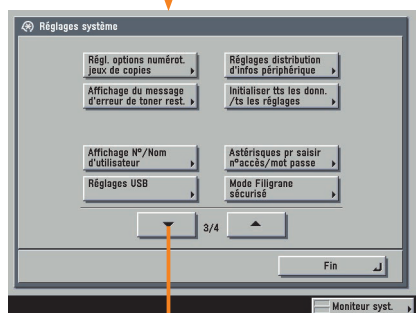 Réglages système
Régl. options numérot.
jeux de copies
Réglages distribution
d'infos périphérique
Affichage du message
d'erreur de toner rest.
Initialiser tts les donn.
/ts les réglages
Affichage N°/Nom
d'utilisateur
Astérisques pr saisir
n°accès/mot passe
Réglages USB
Mode Filigrane
sécurisé
3/4
Fin
Moniteur syst.